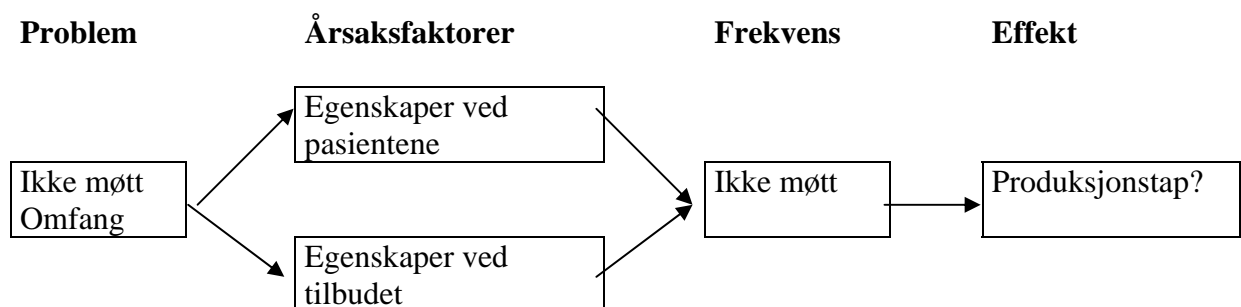 Problem Årsaksfaktorer Frekvens Effekt
Egenskaper ved
pasientene
Ikke møtt
Omfang
Ikke møtt
Produksjonstap?
Egenskaper ved
tilbudet